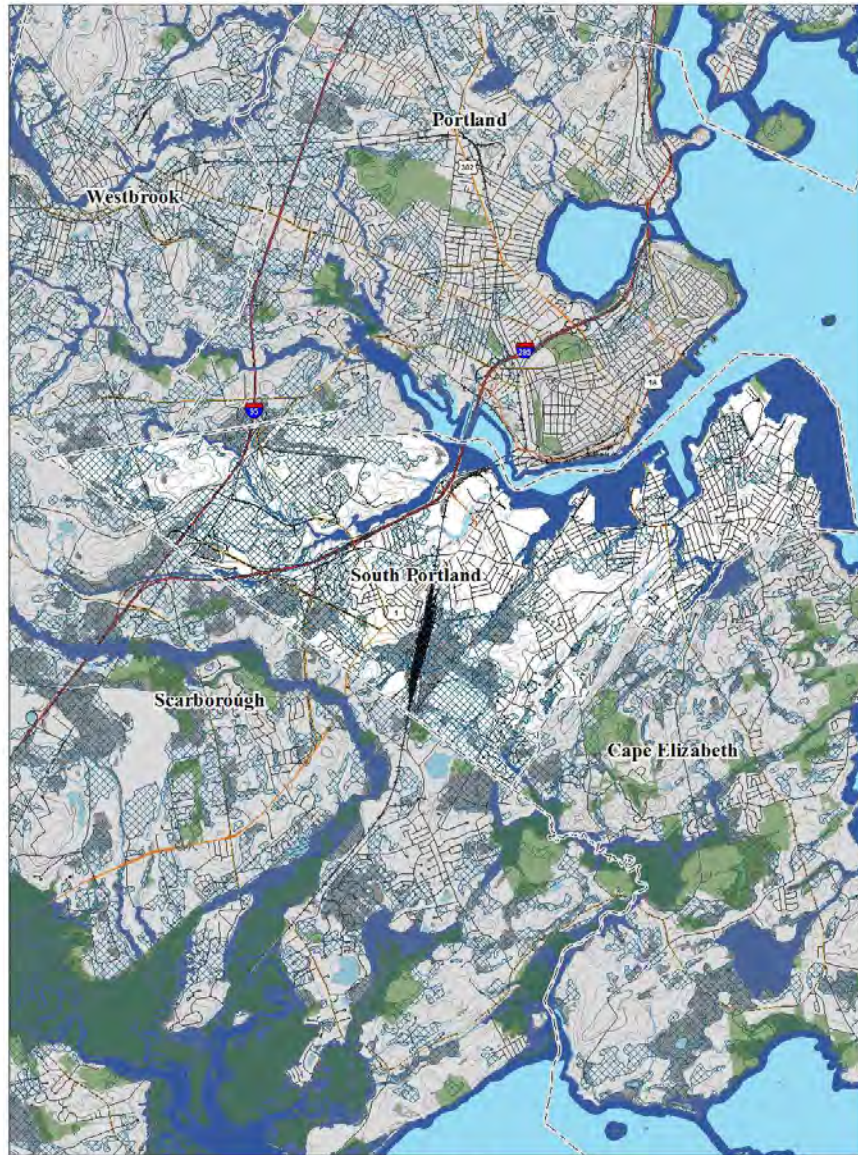 Portland
302
Westbrook
295
1A
95
South Portland
1
Scarborough
Cape Elizabeth